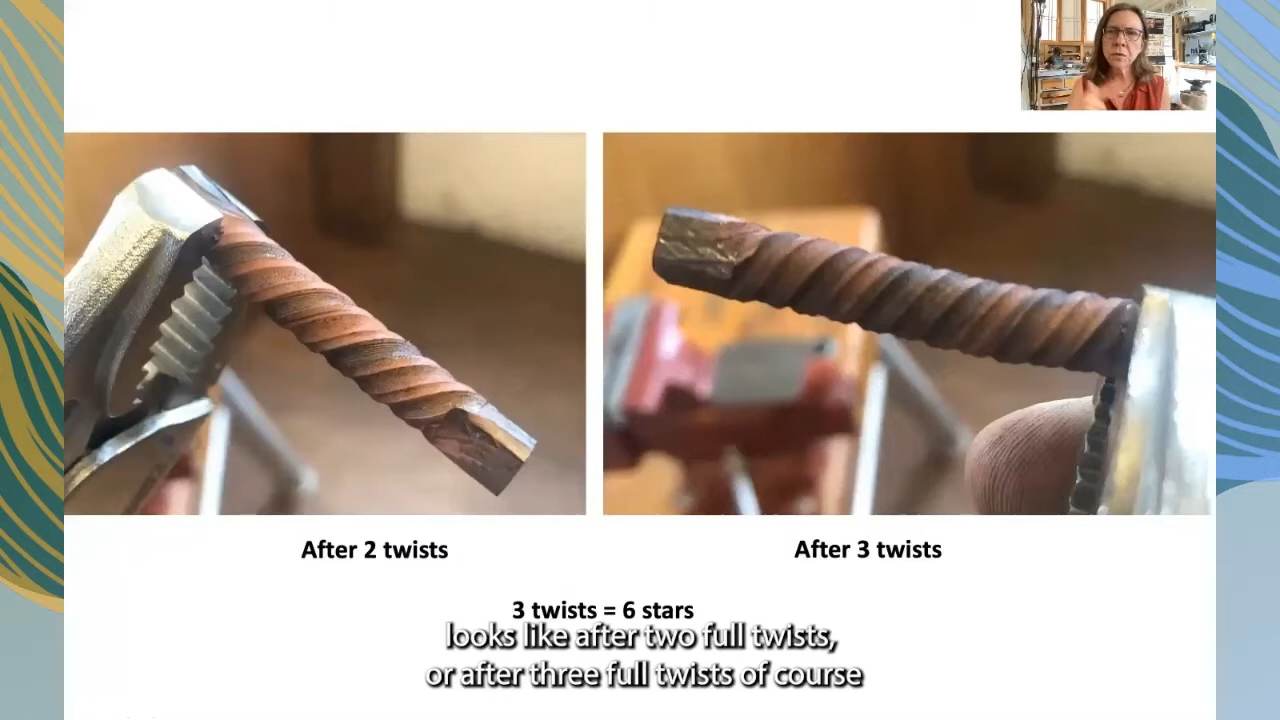 After 2 twists
After 3 twists
3 twists = 6 stars
looks like after two full twists,
or after three full twists of course